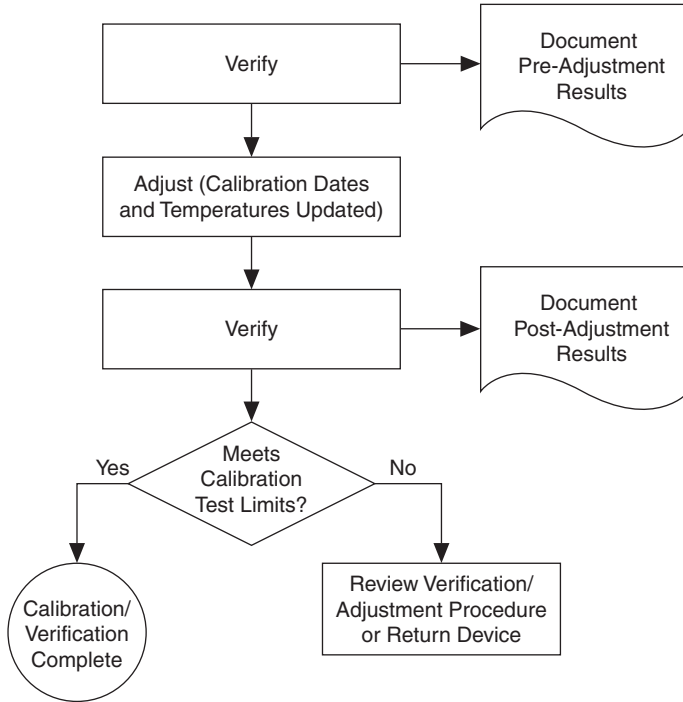 Verify
Document
Pre-Adjustment
Results
Adjust (Calibration Dates
and Temperatures Updated)
Verify
Document
Post-Adjustment
Results
Meets
Calibration
Test Limits?
Yes
No
Calibration/
Verification
Complete
Review Verification/
Adjustment Procedure
or Return Device